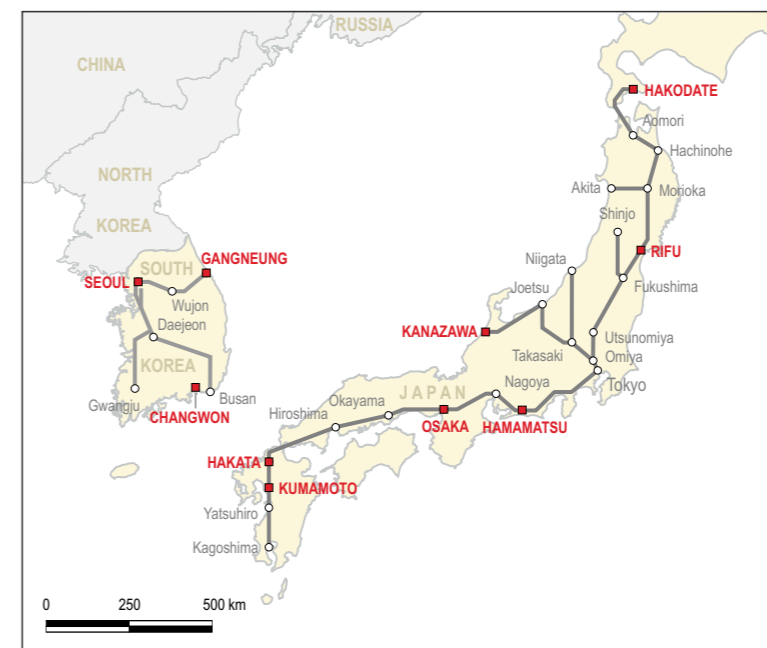 RUSSIA
CHINA
HAKODATE
Aomori
Hachinohe
NORTH
KOREA
Akita
Morioka
Shinjo
GANGNEUNG
SOUTH
SEOUL
RIFU
Niigata
Wujon
Joetsu
Fukushima
Daejeon
KANAZAWA
Utsunomiya
Takasaki
Omiya
KOREA
Tokyo
Nagoya
JAPAN
Okayama
Gwangju
Busan
CHANGWON
Hiroshima
OSAKA
HAMAMATSU
HAKATA
KUMAMOTO
Yatsuhiro
Kagoshima
0 250 500 km